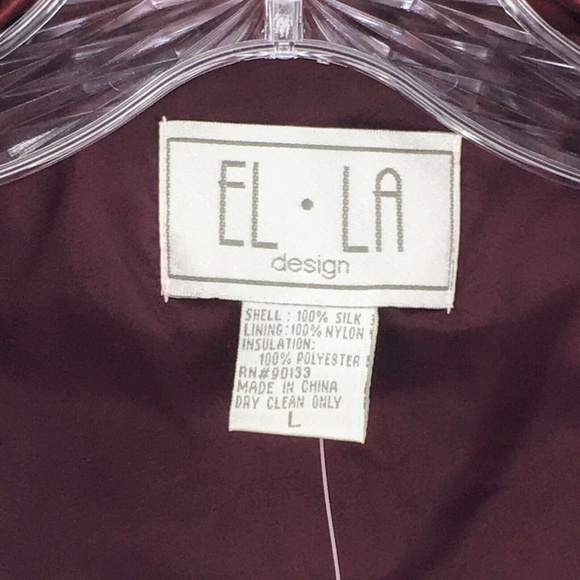 EL • LA
design
SHELL : 100% SILK
LINING:100% NYLON
INSULATION:
100% POLYESTER
RN#90133
MADE IN CHINA
DRY CLEAN ONLY
L